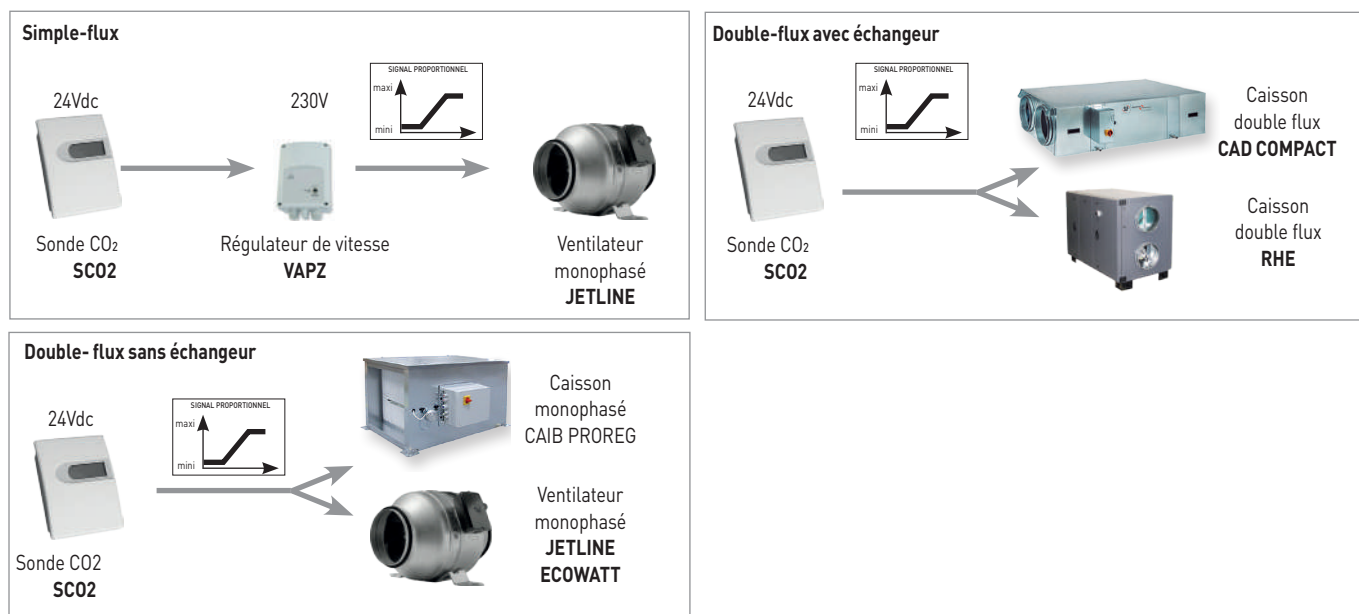 Simple-flux
24Vdc
230V
SIGNAL PROPORTIONNEL
maxi
mini
Sonde CO₂
SCO2
Régulateur de vitesse
VAPZ
Ventilateur
monophasé
JETLINE
Double-flux avec échangeur
24Vdc
SIGNAL PROPORTIONNEL
maxi
mini
Sonde CO₂
SCO2
Caisson
double flux
CAD COMPACT
Caisson
double flux
RHE
Double- flux sans échangeur
24Vdc
SIGNAL PROPORTIONNEL
maxi
mini
Sonde CO2
SCO2
Caisson
monophasé
CAIB PROREG
Ventilateur
monophasé
JETLINE
ECOWATT